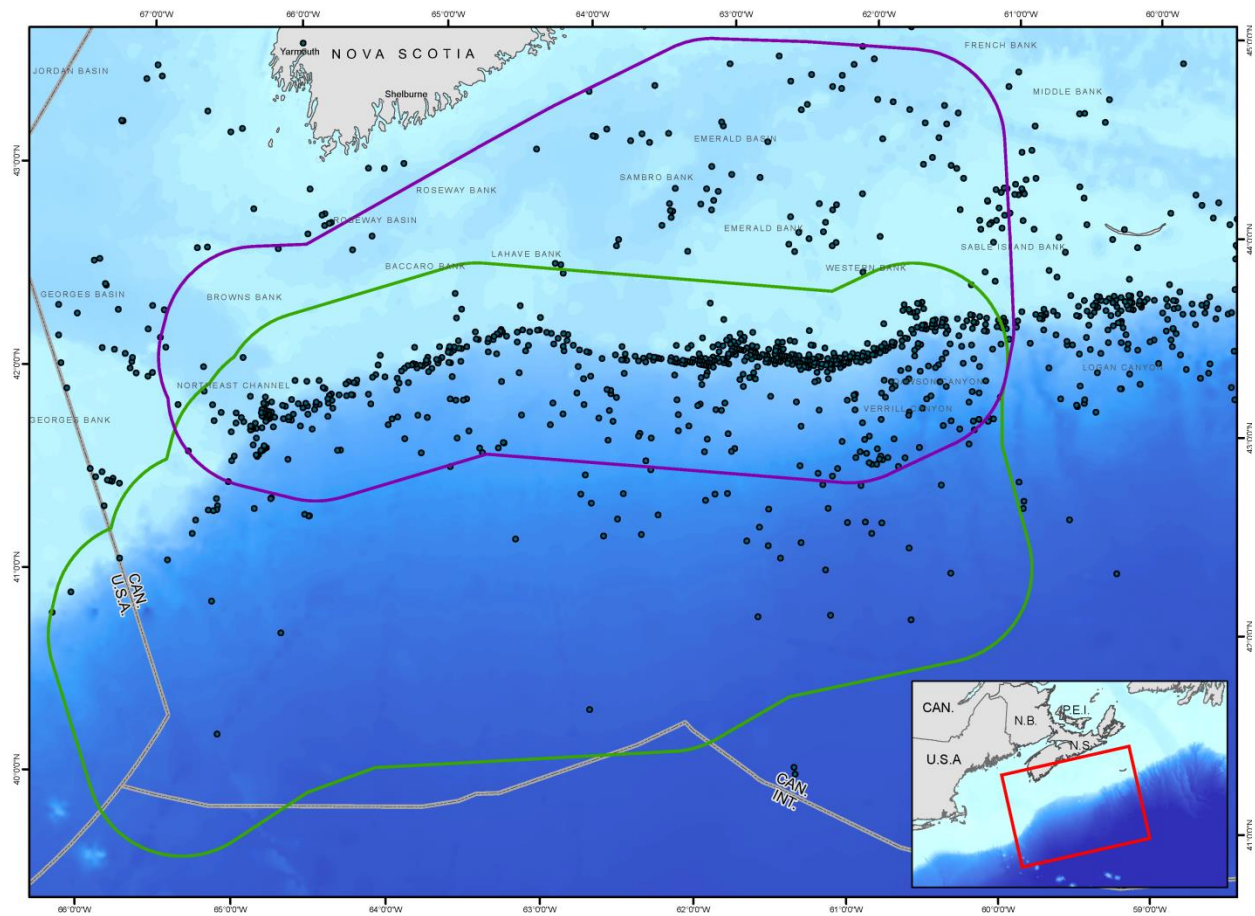 67°0'0"W 66°0'0"W 65°0'0"W 64°0'0"W 63°0'0"W 62°0'0"W 61°0'0"W 60°0'0"W
45°0'0"N
FRENCH BANK
Yarmouth
NOVA SCOTIA
JORDAN BASIN
Shelburne
MIDDLE BANK
EMERALD BASIN
43°0'0"N
SAMBRO BANK
ROSEWAY BANK
ROSEWAY BASIN
EMERALD BANK
44°0'0"N
SABLE ISLAND BANK
LAHAVE BANK
BACCARO BANK
WESTERN BANK
GEORGES BASIN
BROWNS BANK
42°0'0"N
LOGAN CANYON
NORTHEAST CHANNEL
DAWSON CANYON
VERRILL CANYON
GEORGES BANK
43°0'0"N
41°0'0"N
CAN.
U.S.A.
42°0'0"N
40°0'0"N
CAN.
INT.
CAN.
N.B.
P.E.I.
N.S.
U.S.A
41°0'0"N
66°0'0"W 65°0'0"W 64°0'0"W 63°0'0"W 62°0'0"W 61°0'0"W 60°0'0"W 59°0'0"W